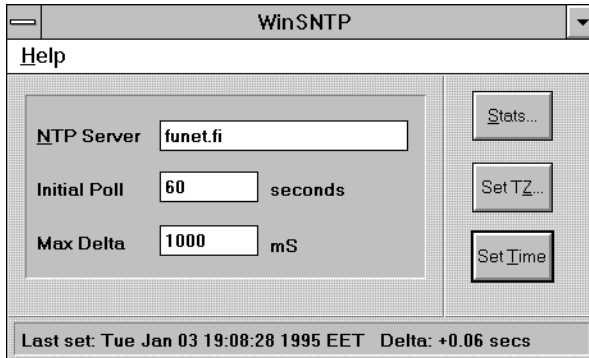 WinSNTP
Help
NTP Server funet.fi
Initial Poll 60 seconds
Max Delta 1000 mS
Stats...
Set TZ...
Set Time
Last set: Tue Jan 03 19:08:28 1995 EET Delta: +0.06 secs